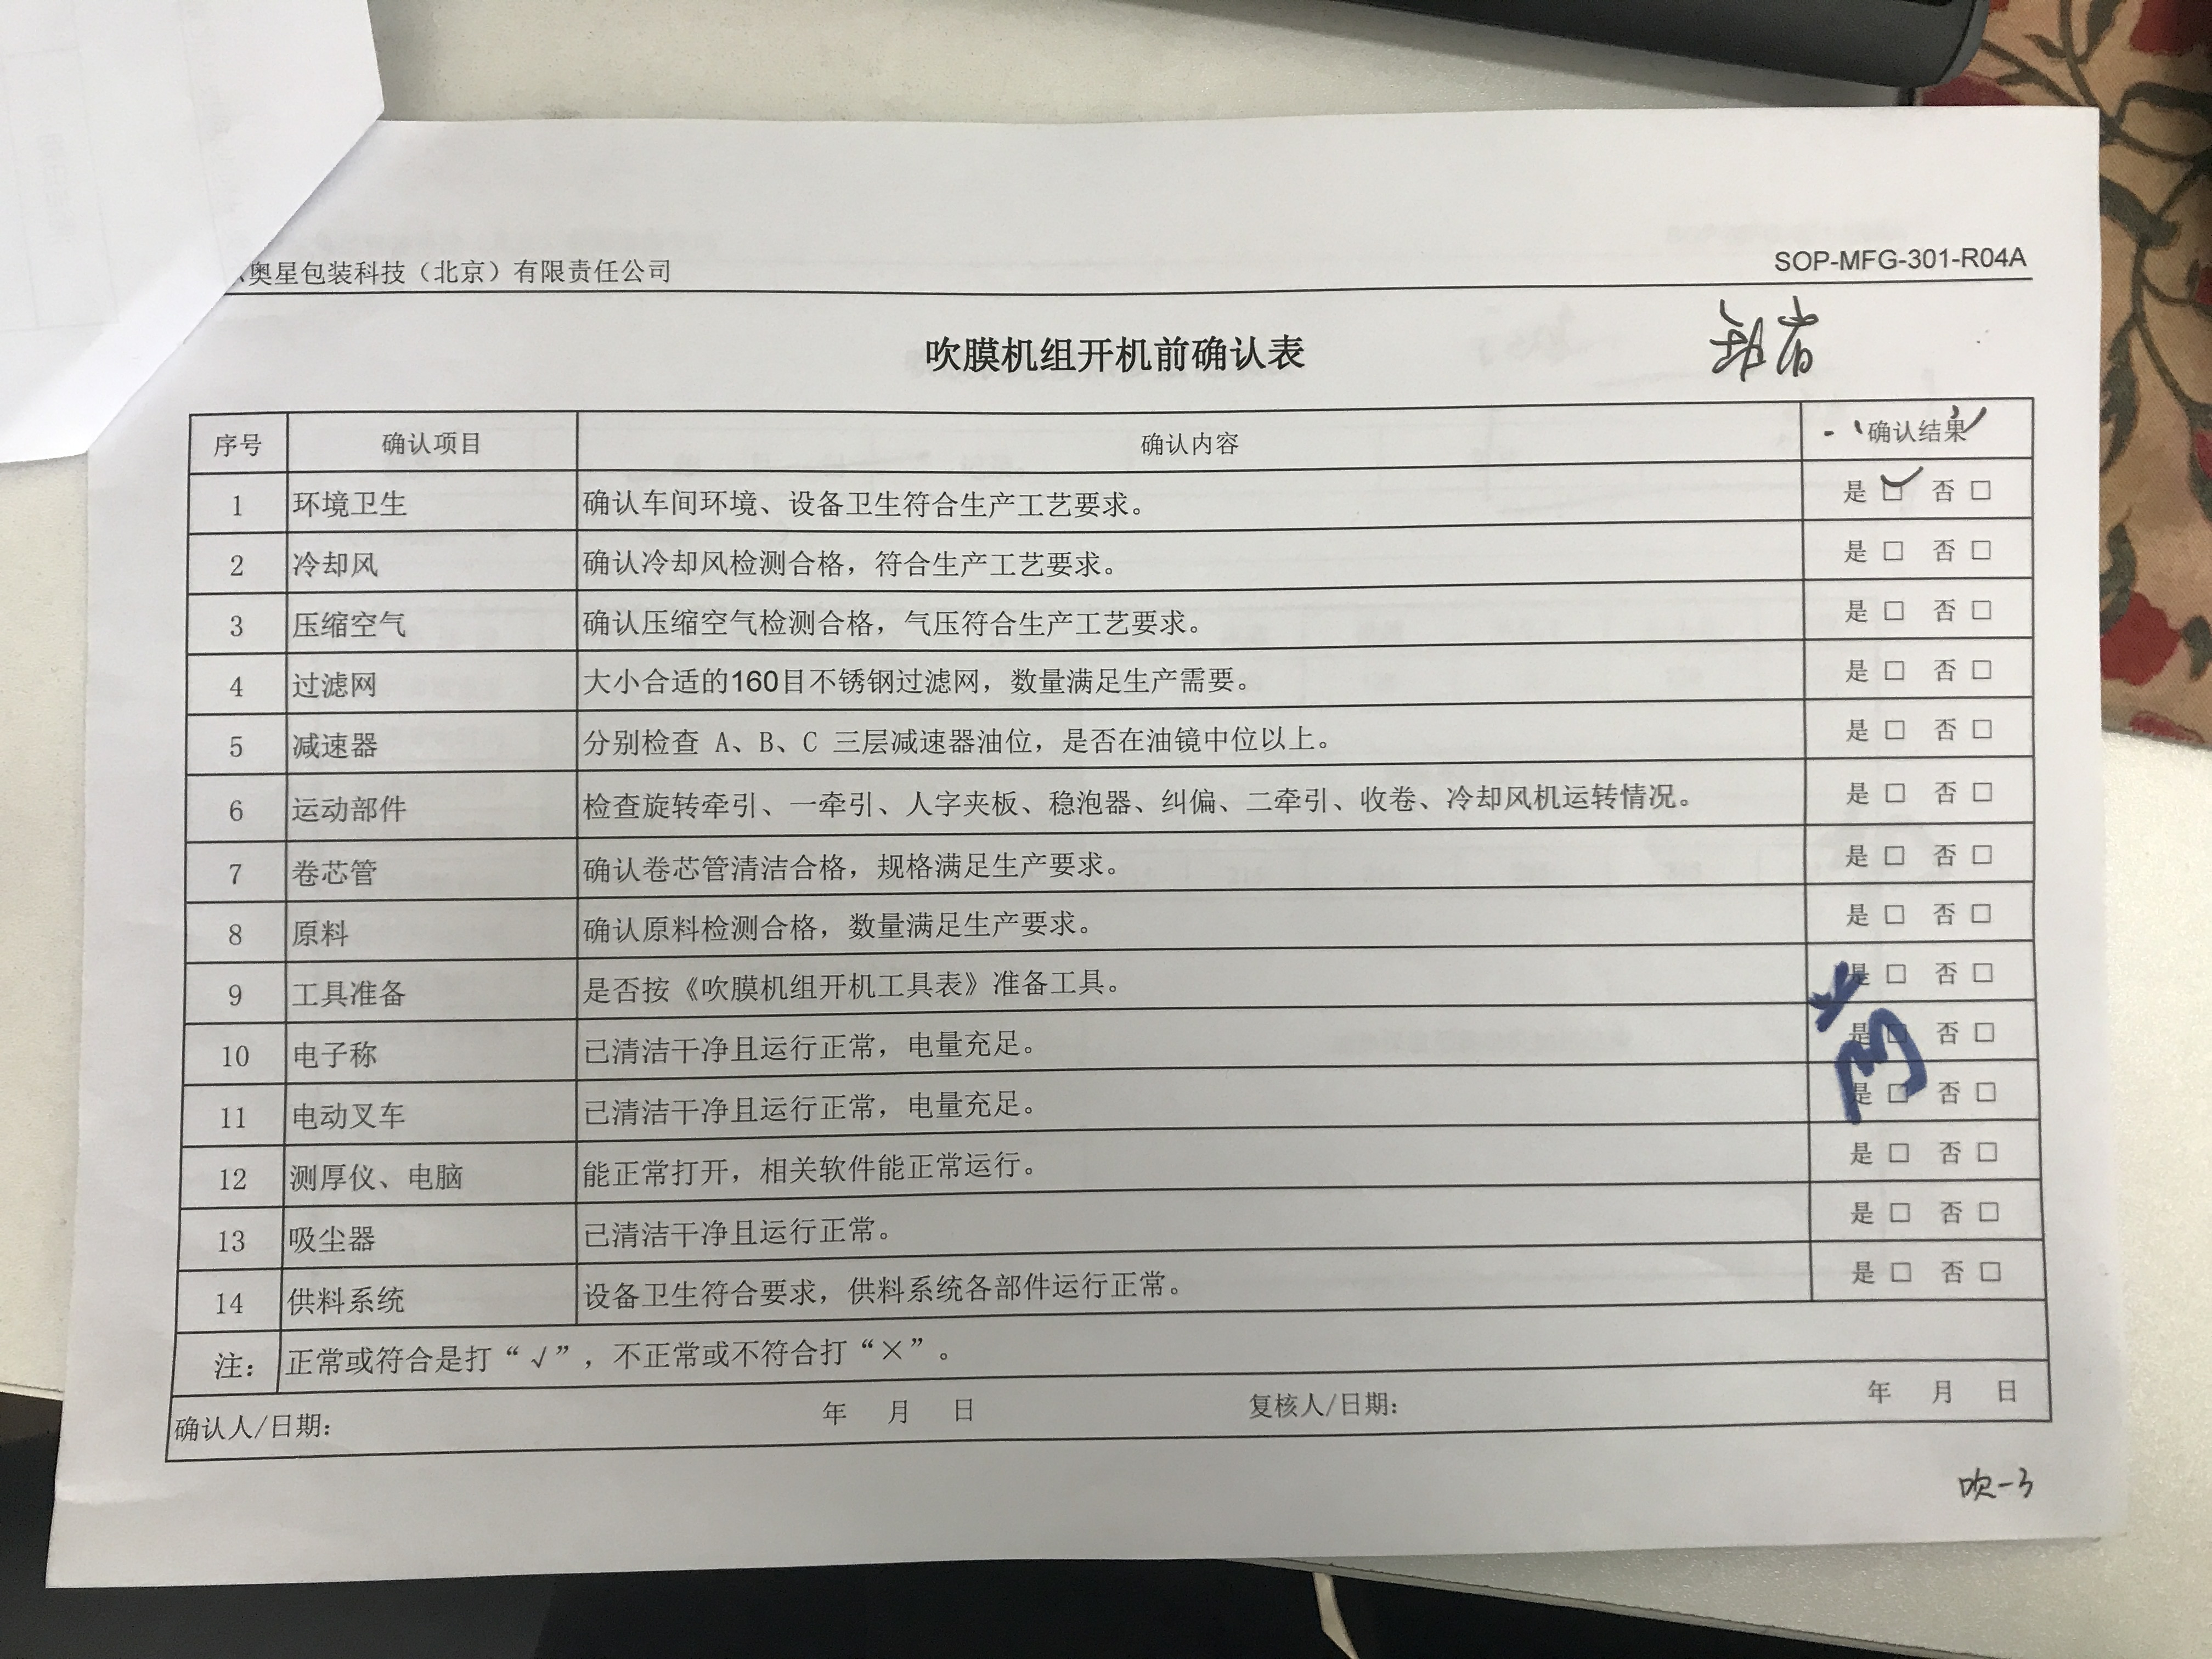 奥星包装科技（北京）有限责任公司 SOP-MFG-301-R04A
吹膜机组开机前确认表
序号 确认项目 确认内容 确认结果
1 环境卫生 确认车间环境、设备卫生符合生产工艺要求。 是 ☑ 否 □
2 冷却风 确认冷却风检测合格，符合生产工艺要求。 是 □ 否 □
3 压缩空气 确认压缩空气检测合格，气压符合生产工艺要求。 是 □ 否 □
4 过滤网 大小合适的160目不锈钢过滤网，数量满足生产需要。 是 □ 否 □
5 减速器 分别检查 A、B、C 三层减速器油位，是否在油镜中位以上。 是 □ 否 □
6 运动部件 检查旋转牵引、一牵引、人字夹板、稳泡器、纠偏、二牵引、收卷、冷却风机运转情况。 是 □ 否 □
7 卷芯管 确认卷芯管清洁合格，规格满足生产要求。 是 □ 否 □
8 原料 确认原料检测合格，数量满足生产要求。 是 □ 否 □
9 工具准备 是否按《吹膜机组开机工具表》准备工具。 是 □ 否 □
10 电子称 已清洁干净且运行正常，电量充足。 是 □ 否 □
11 电动叉车 已清洁干净且运行正常，电量充足。 是 □ 否 □
12 测厚仪、电脑 能正常打开，相关软件能正常运行。 是 □ 否 □
13 吸尘器 已清洁干净且运行正常。 是 □ 否 □
14 供料系统 设备卫生符合要求，供料系统各部件运行正常。 是 □ 否 □
注： 正常或符合是打“√”，不正常或不符合打“×”。
确认人/日期： 年 月 日 复核人/日期： 年 月 日
吹-3